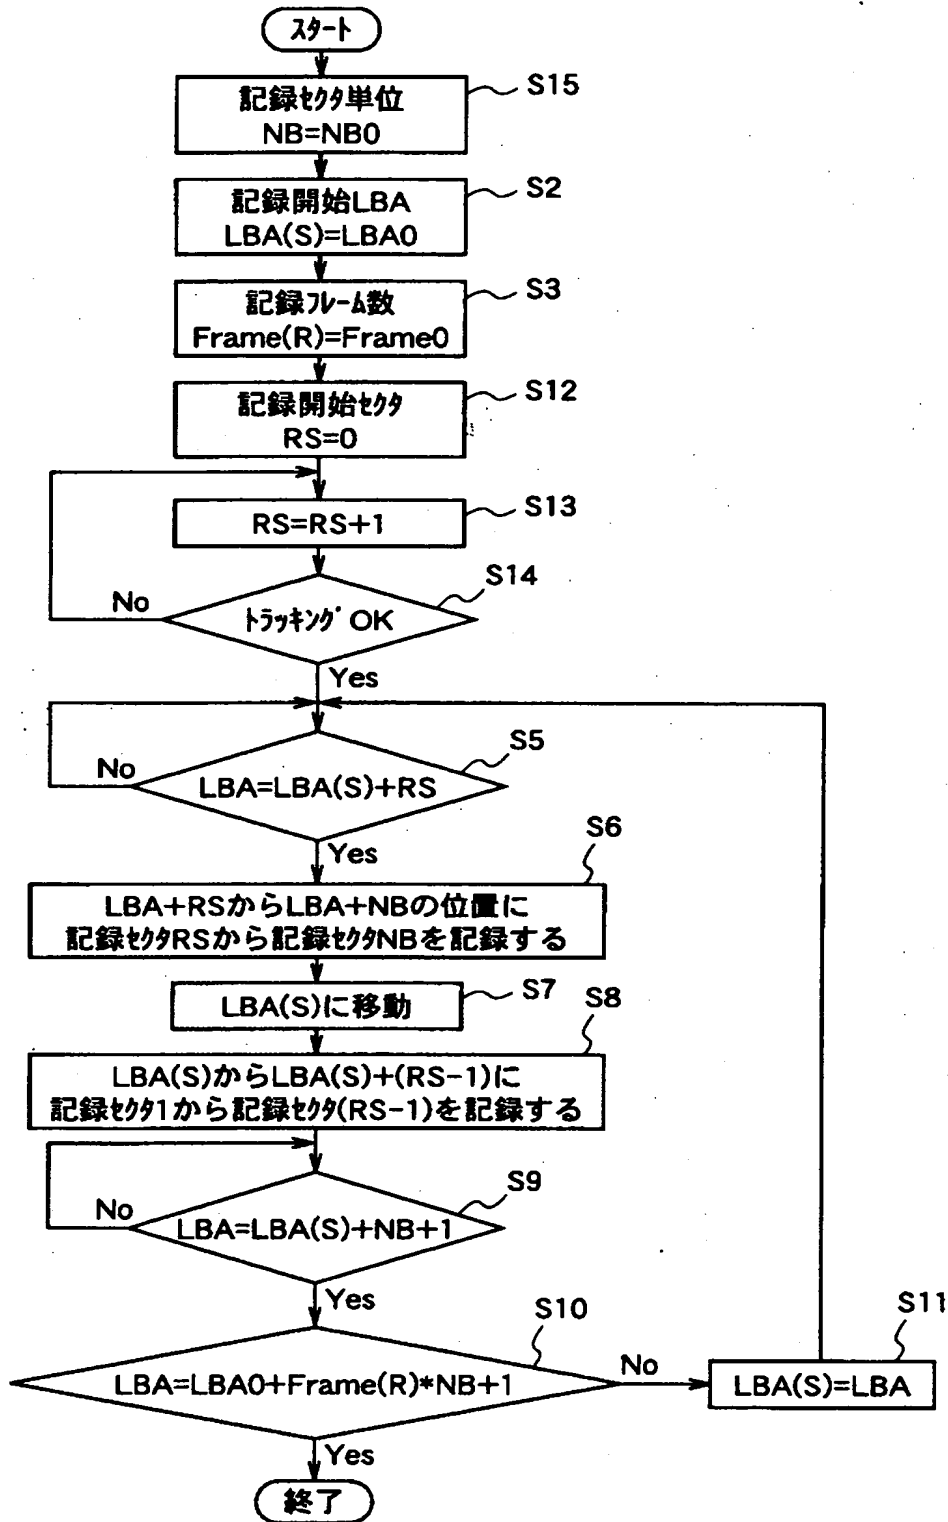 スタート
S15
記録セクタ単位
NB=NB0
S2
記録開始LBA
LBA(S)=LBA0
S3
記録フレーム数
Frame(R)=Frame0
S12
記録開始セクタ
RS=0
S13
RS=RS+1
S14
No
トラッキング OK
Yes
S5
No
LBA=LBA(S)+RS
Yes
S6
LBA+RSからLBA+NBの位置に
記録セクタRSから記録セクタNBを記録する
S7
LBA(S)に移動
S8
LBA(S)からLBA(S)+(RS-1)に
記録セクタ1から記録セクタ(RS-1)を記録する
S9
No
LBA=LBA(S)+NB+1
Yes
S10
S11
LBA=LBA0+Frame(R)*NB+1
No
LBA(S)=LBA
Yes
終了